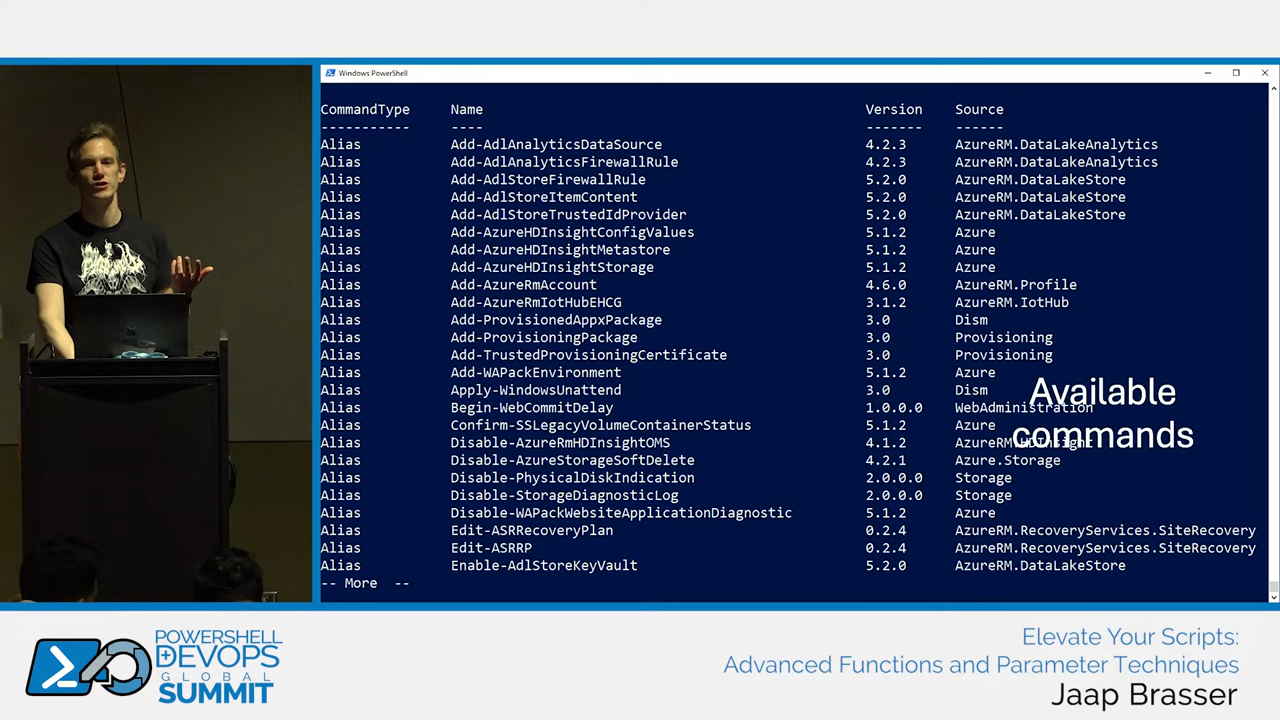 Windows PowerShell
CommandType Name Version Source
----------- ---- ------- ------
Alias Add-AdlAnalyticsDataSource 4.2.3 AzureRM.DataLakeAnalytics
Alias Add-AdlAnalyticsFirewallRule 4.2.3 AzureRM.DataLakeAnalytics
Alias Add-AdlStoreFirewallRule 5.2.0 AzureRM.DataLakeStore
Alias Add-AdlStoreItemContent 5.2.0 AzureRM.DataLakeStore
Alias Add-AdlStoreTrustedIdProvider 5.2.0 AzureRM.DataLakeStore
Alias Add-AzureHDInsightConfigValues 5.1.2 Azure
Alias Add-AzureHDInsightMetastore 5.1.2 Azure
Alias Add-AzureHDInsightStorage 5.1.2 Azure
Alias Add-AzureRmAccount 4.6.0 AzureRM.Profile
Alias Add-AzureRmIotHubEHCG 3.1.2 AzureRM.IotHub
Alias Add-ProvisionedAppxPackage 3.0 Dism
Alias Add-ProvisioningPackage 3.0 Provisioning
Alias Add-TrustedProvisioningCertificate 3.0 Provisioning
Alias Add-WAPackEnvironment 5.1.2 Azure
Alias Apply-WindowsUnattend 3.0 Dism
Alias Begin-WebCommitDelay 1.0.0.0 WebAdministration
Alias Confirm-SSLegacyVolumeContainerStatus 5.1.2 Azure
Alias Disable-AzureRmHDInsightOMS 4.1.2 AzureRM.HDInsight
Alias Disable-AzureStorageSoftDelete 4.2.1 Azure.Storage
Alias Disable-PhysicalDiskIndication 2.0.0.0 Storage
Alias Disable-StorageDiagnosticLog 2.0.0.0 Storage
Alias Disable-WAPackWebsiteApplicationDiagnostic 5.1.2 Azure
Alias Edit-ASRRecoveryPlan 0.2.4 AzureRM.RecoveryServices.SiteRecovery
Alias Edit-ASRRP 0.2.4 AzureRM.RecoveryServices.SiteRecovery
Alias Enable-AdlStoreKeyVault 5.2.0 AzureRM.DataLakeStore
-- More --
Available
commands
POWERSHELL
+DEVOPS
GLOBAL
SUMMIT
Elevate Your Scripts:
Advanced Functions and Parameter Techniques
Jaap Brasser